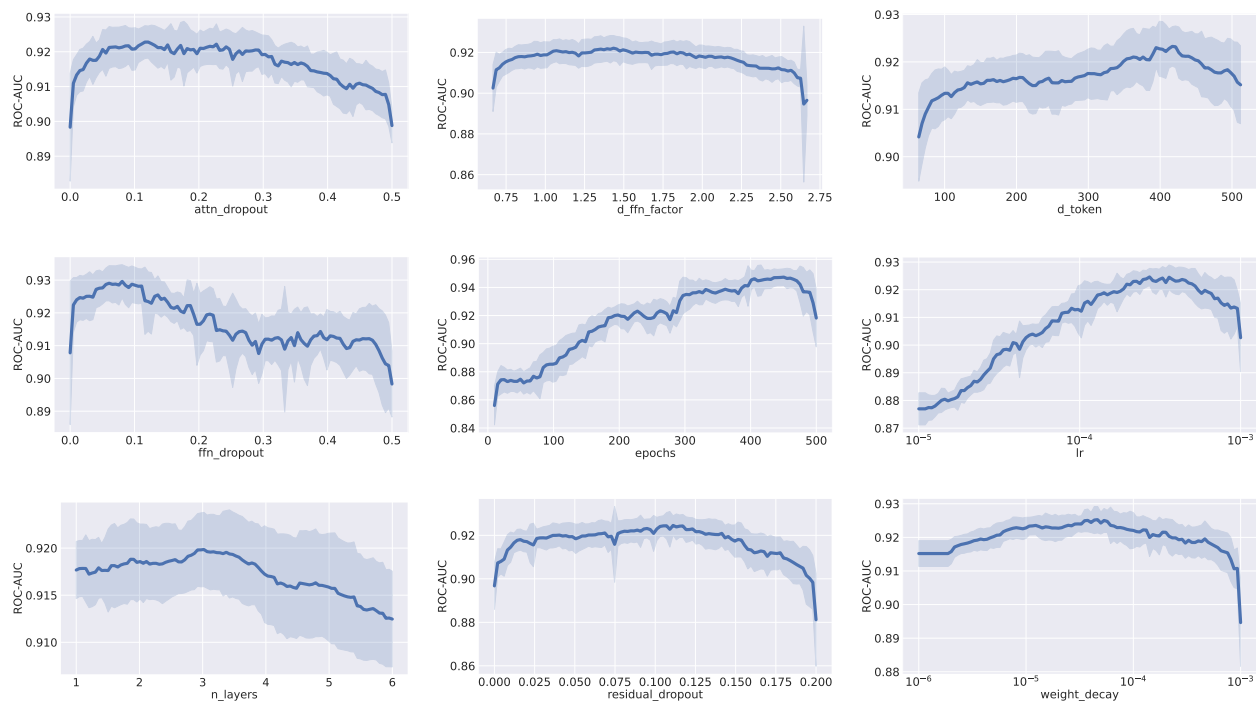 0.93
0.92
0.91
0.90
0.89
ROC-AUC
0.0 0.1 0.2 0.3 0.4 0.5
attn_dropout
0.92
0.90
0.88
0.86
ROC-AUC
0.75 1.00 1.25 1.50 1.75 2.00 2.25 2.50 2.75
d_ffn_factor
0.93
0.92
0.91
0.90
ROC-AUC
100 200 300 400 500
d_token
0.93
0.92
0.91
0.90
0.89
ROC-AUC
0.0 0.1 0.2 0.3 0.4 0.5
ffn_dropout
0.96
0.94
0.92
0.90
0.88
0.86
0.84
ROC-AUC
0 100 200 300 400 500
epochs
0.93
0.92
0.91
0.90
0.89
0.88
0.87
ROC-AUC
10⁻⁵ 10⁻⁴ 10⁻³
lr
0.920
0.915
0.910
ROC-AUC
1 2 3 4 5 6
n_layers
0.92
0.90
0.88
0.86
ROC-AUC
0.000 0.025 0.050 0.075 0.100 0.125 0.150 0.175 0.200
residual_dropout
0.93
0.92
0.91
0.90
0.89
0.88
ROC-AUC
10⁻⁶ 10⁻⁵ 10⁻⁴ 10⁻³
weight_decay